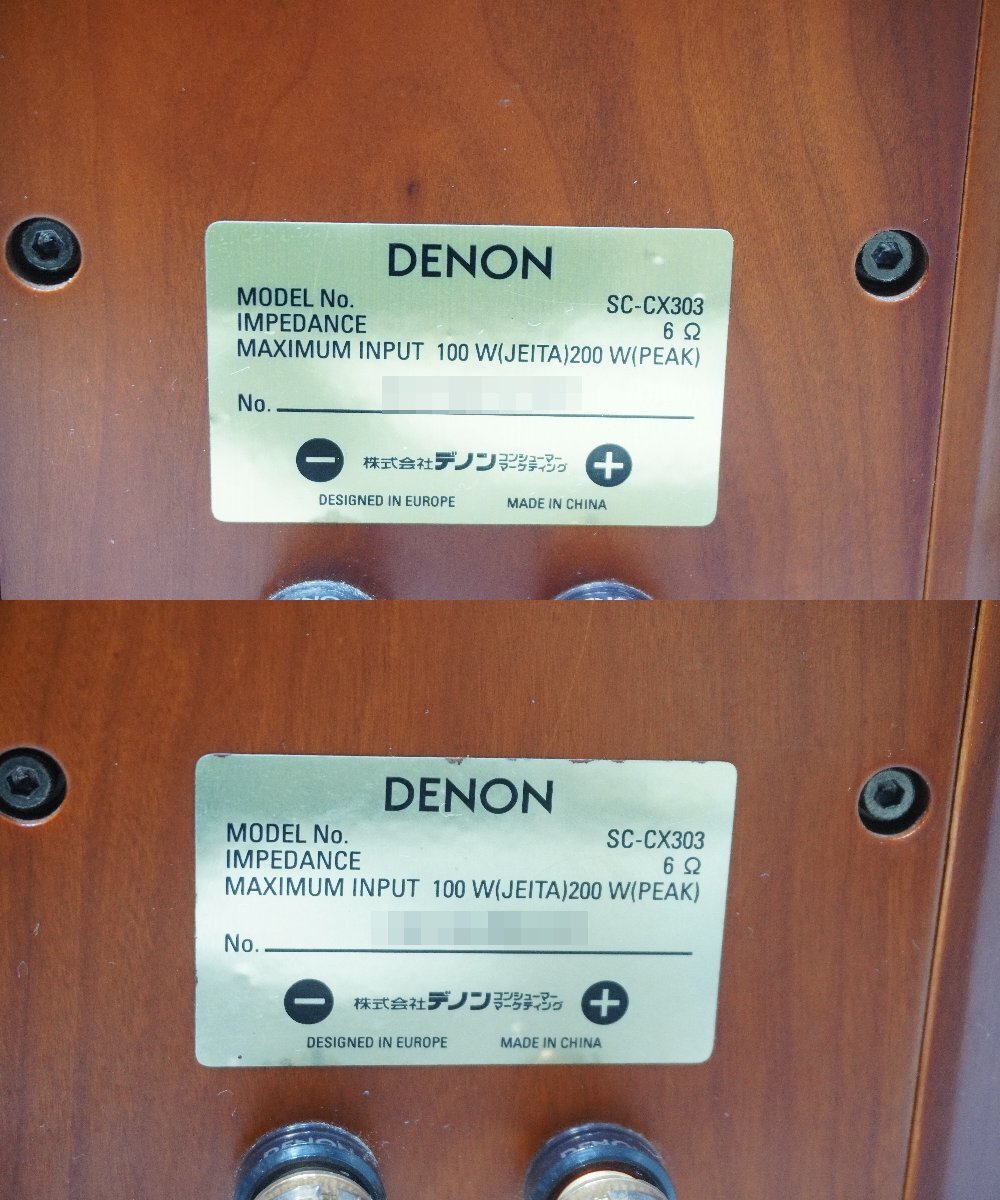 DENON
MODEL No. SC-CX303
IMPEDANCE 6 Ω
MAXIMUM INPUT 100 W(JEITA)200 W(PEAK)
No.
株式会社デノン コンシューマー マーケティング
DESIGNED IN EUROPE MADE IN CHINA
DENON
MODEL No. SC-CX303
IMPEDANCE 6 Ω
MAXIMUM INPUT 100 W(JEITA)200 W(PEAK)
No.
株式会社デノン コンシューマー マーケティング
DESIGNED IN EUROPE MADE IN CHINA
DENON DENON